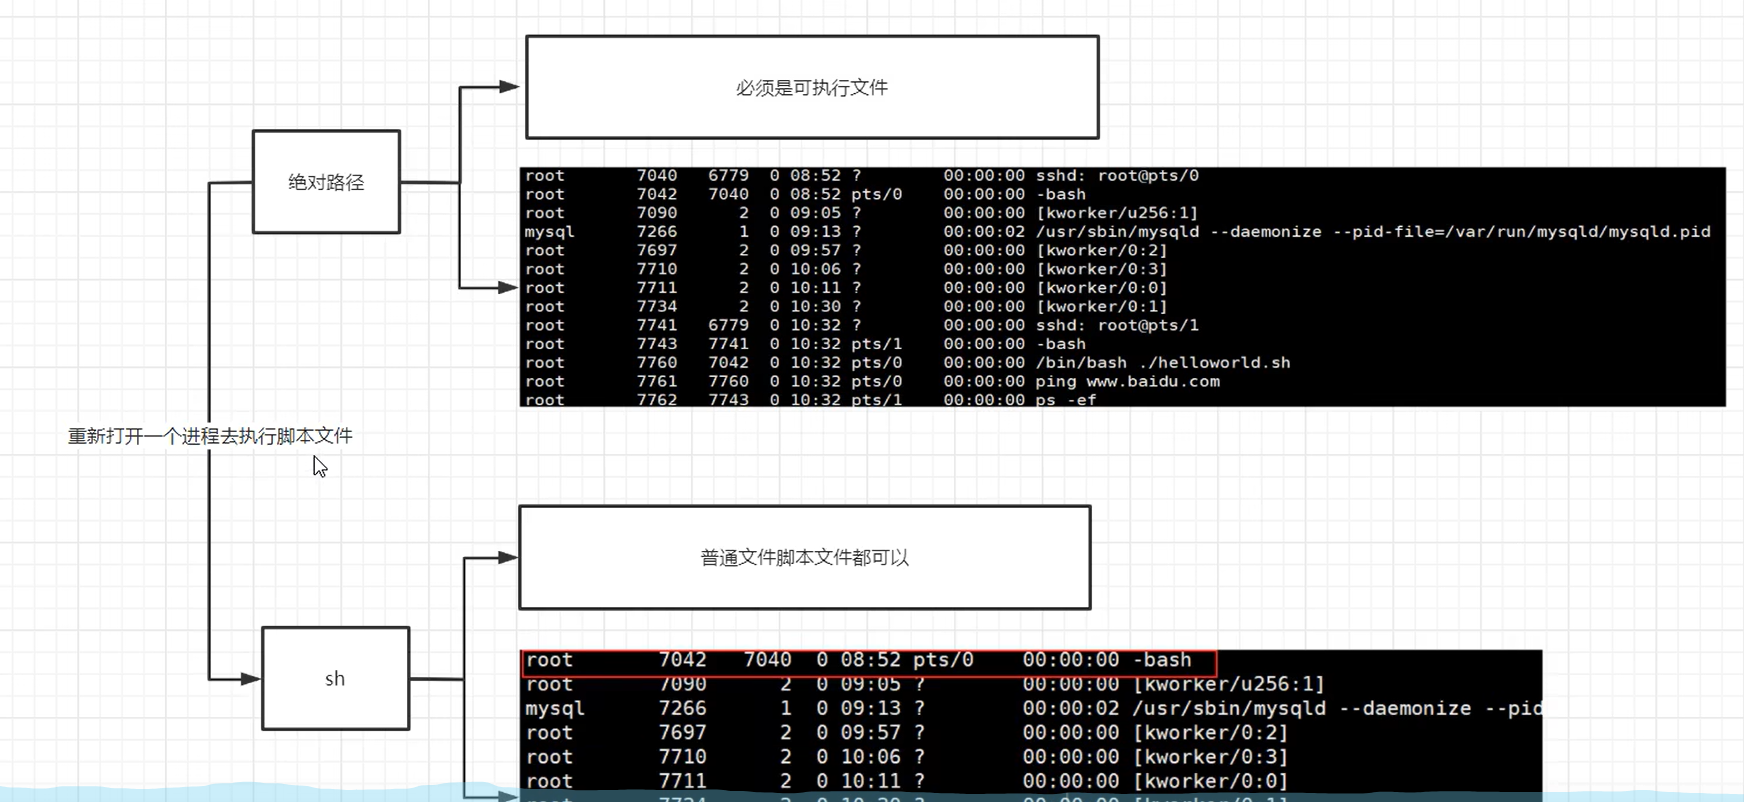 必须是可执行文件
绝对路径
root 7040 6779 0 08:52 ? 00:00:00 sshd: root@pts/0
root 7042 7040 0 08:52 pts/0 00:00:00 -bash
root 7090 2 0 09:05 ? 00:00:00 [kworker/u256:1]
mysql 7266 1 0 09:13 ? 00:00:02 /usr/sbin/mysqld --daemonize --pid-file=/var/run/mysqld/mysqld.pid
root 7697 2 0 09:57 ? 00:00:00 [kworker/0:2]
root 7710 2 0 10:06 ? 00:00:00 [kworker/0:3]
root 7711 2 0 10:11 ? 00:00:00 [kworker/0:0]
root 7734 2 0 10:30 ? 00:00:00 [kworker/0:1]
root 7741 6779 0 10:32 ? 00:00:00 sshd: root@pts/1
root 7743 7741 0 10:32 pts/1 00:00:00 -bash
root 7760 7042 0 10:32 pts/0 00:00:00 /bin/bash ./helloworld.sh
root 7761 7760 0 10:32 pts/0 00:00:00 ping www.baidu.com
root 7762 7743 0 10:32 pts/1 00:00:00 ps -ef
重新打开一个进程去执行脚本文件
普通文件脚本文件都可以
sh
root 7042 7040 0 08:52 pts/0 00:00:00 -bash
root 7090 2 0 09:05 ? 00:00:00 [kworker/u256:1]
mysql 7266 1 0 09:13 ? 00:00:02 /usr/sbin/mysqld --daemonize --pid
root 7697 2 0 09:57 ? 00:00:00 [kworker/0:2]
root 7710 2 0 10:06 ? 00:00:00 [kworker/0:3]
root 7711 2 0 10:11 ? 00:00:00 [kworker/0:0]